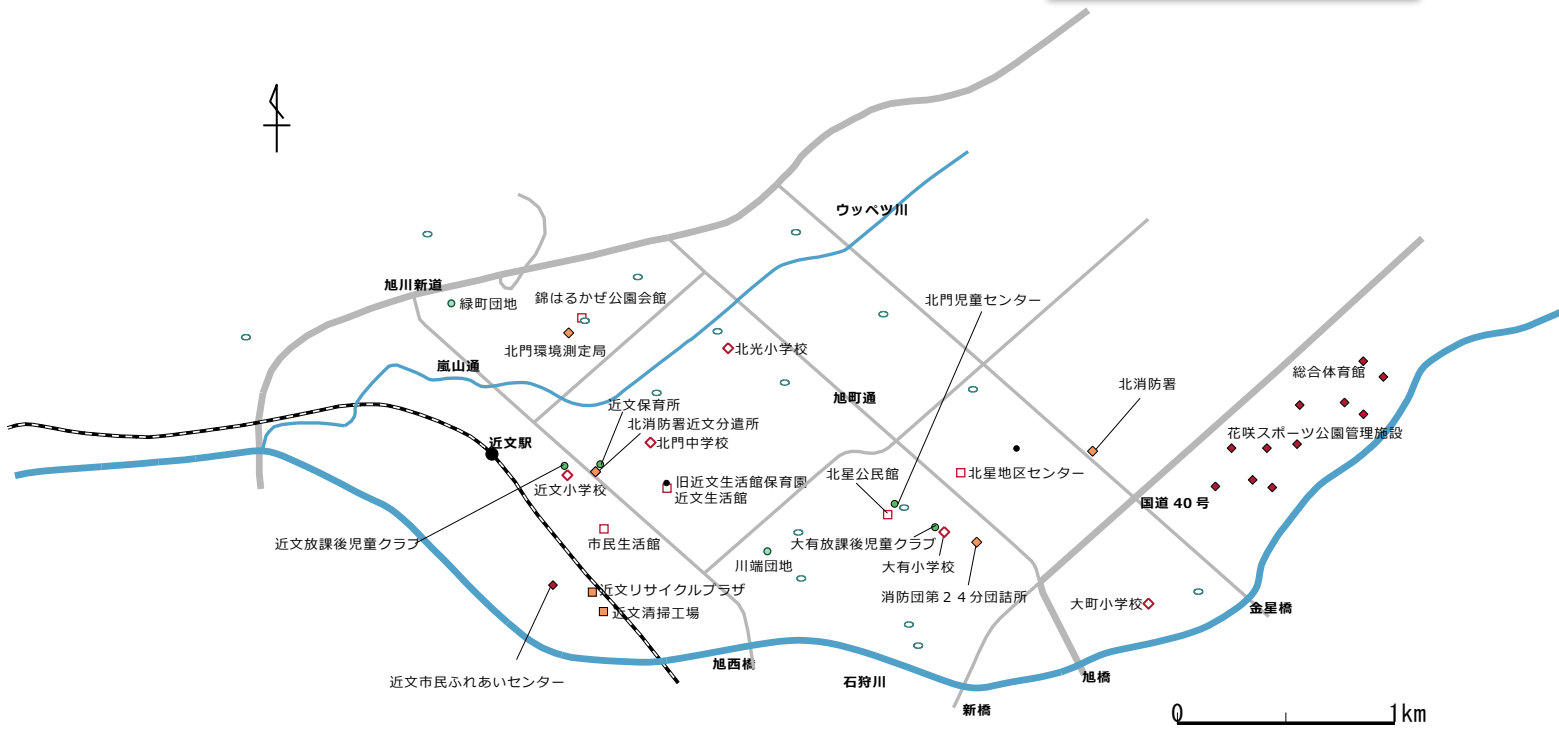 ウッペツ川
旭川新道
緑町団地
錦はるかぜ公園会館
北門児童センター
北門環境測定局
北光小学校
嵐山通
総合体育館
北消防署
旭町通
近文保育所
北消防署近文分遣所
花咲スポーツ公園管理施設
近文駅
北門中学校
北星公民館
北星地区センター
旧近文生活館保育園
近文小学校
近文生活館
国道40号
近文放課後児童クラブ
市民生活館
大有放課後児童クラブ
川端団地
大有小学校
近文リサイクルプラザ
消防団第24分団詰所
大町小学校
金星橋
近文清掃工場
旭西橋
旭橋
近文市民ふれあいセンター
石狩川
新橋
0 1km